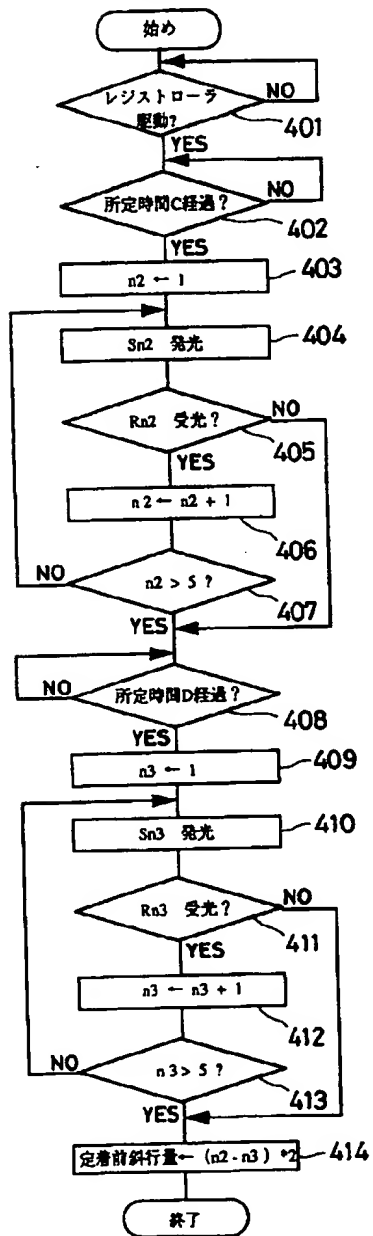 始め
レジストローラ
駆動?
NO
401
YES
所定時間C経過?
NO
402
YES
n2 ← 1
403
Sn2 発光
404
Rn2 受光?
NO
405
YES
n2 ← n2 + 1
406
NO
n2 > 5 ?
407
YES
NO
所定時間D経過?
408
YES
n3 ← 1
409
Sn3 発光
410
Rn3 受光?
NO
411
YES
n3 ← n3 + 1
412
NO
n3 > 5 ?
413
YES
定着前斜行量← (n2 - n3) *2
414
終了